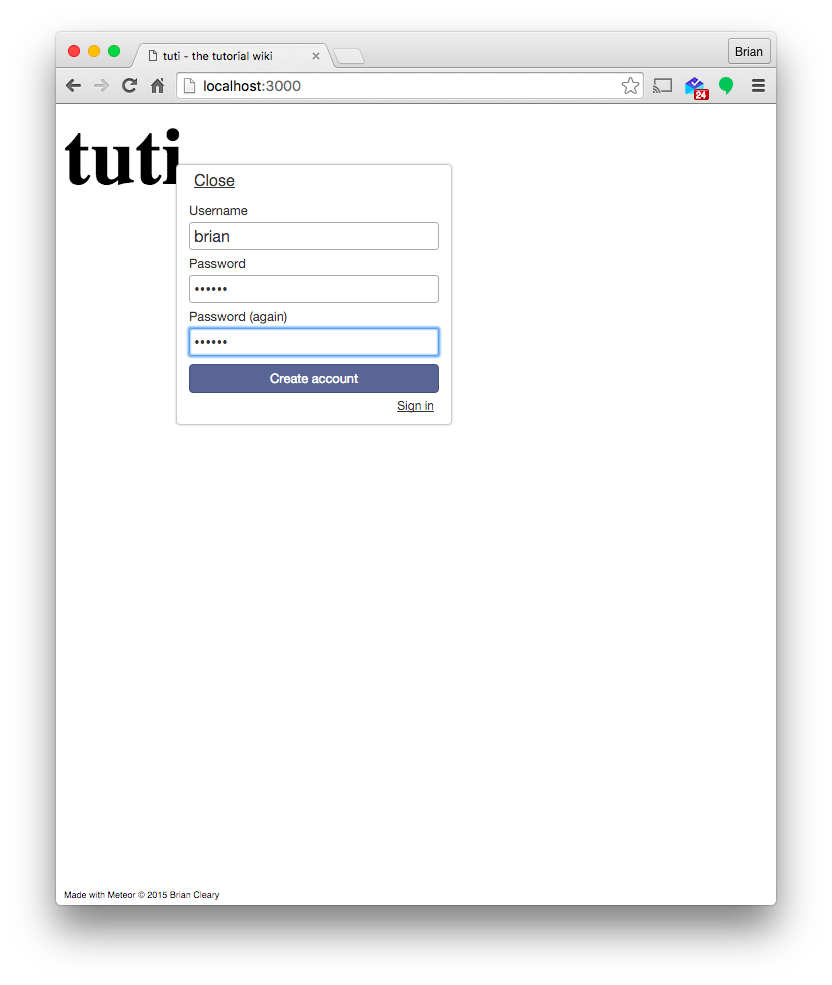 tuti - the tutorial wiki
Brian
localhost:3000
24
tuti
Close
Username
brian
Password
••••••
Password (again)
••••••
Create account
Sign in
Made with Meteor © 2015 Brian Cleary